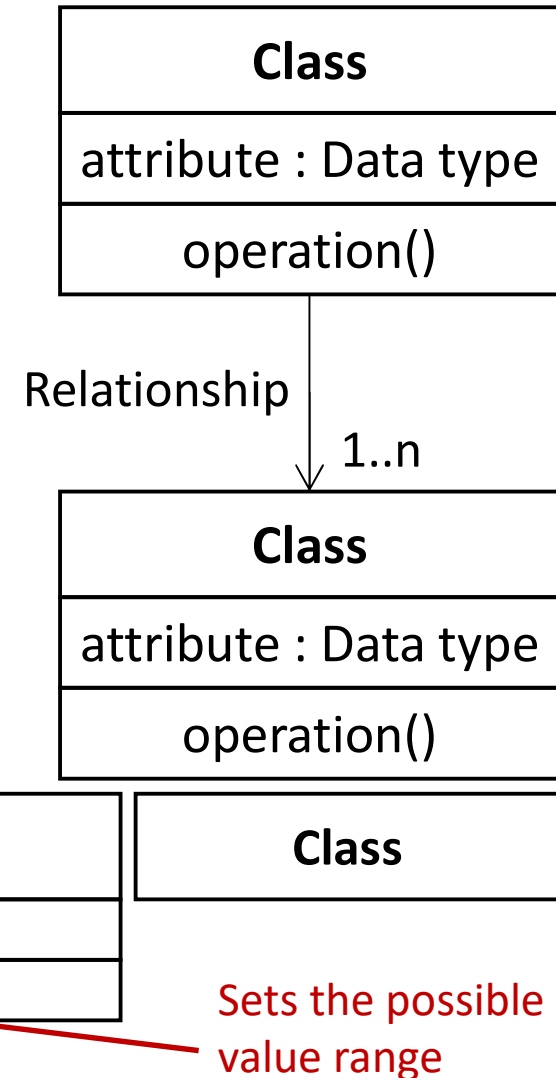 Class
attribute : Data type
operation()
Relationship
1..n
Class
attribute : Data type
operation()
Class
Sets the possible
value range